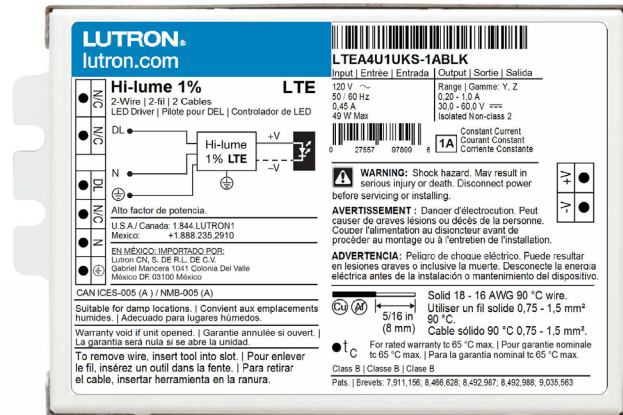 LUTRON®
lutron.com
N/C
N/C
DL
N/C
N
Hi-lume 1% LTE
2-Wire | 2-fil | 2 Cables
LED Driver | Pilote pour DEL | Controlador de LED
DL
N
Hi-lume
1% LTE
+V
–V
Alto factor de potencia.
U.S.A./ Canada: 1.844.LUTRON1
Mexico: +1.888.235.2910
EN MÉXICO: IMPORTADO POR:
Lutron CN, S. DE R.L. DE C.V.
Gabriel Mancera 1041 Colonia Del Valle
México DF. 03100 México
CAN ICES-005 (A ) / NMB-005 (A)
Suitable for damp locations. | Convient aux emplacements
humides. | Adecuado para lugares húmedos.
Warranty void if unit opened. | Garantie annulée si ouvert. |
La garantía será nula si se abre la unidad.
To remove wire, insert tool into slot. | Pour enlever
le fil, insérez un outil dans la fente. | Para retirar
el cable, insertar herramienta en la ranura.
LTEA4U1UKS-1ABLK
Input | Entrée | Entrada
120 V ~
50 / 60 Hz
0,45 A
49 W Max
Output | Sortie | Salida
Range | Gamme: Y, Z
0,20 - 1,0 A
30,0 - 60,0 V
Isolated Non-class 2
0 27557 97899 6
1A
Constant Current
Courant Constant
Corriente Constante
WARNING: Shock hazard. May result in
serious injury or death. Disconnect power
before servicing or installing.
+V
-V
AVERTISSEMENT : Danger d'électrocution. Peut
causer de graves lésions ou décès de la personne.
Couper l'alimentation au disjoncteur avant de
procéder au montage ou à l'entretien de l'installation.
ADVERTENCIA: Peligro de choque eléctrico. Puede resultar
en lesiones graves o inclusive la muerte. Desconecte la energía
eléctrica antes de la instalación o mantenimiento del dispositivo.
Cu
Al
5/16 in
(8 mm)
Solid 18 - 16 AWG 90 °C wire.
Utiliser un fil solide 0,75 - 1,5 mm²
90 °C.
Cable sólido 90 °C 0,75 - 1,5 mm².
tc
For rated warranty tc 65 °C max. | Pour garantie nominale
tc 65 °C max. | Para la garantía nominal tc 65 °C max.
Class B | Classe B | Clase B
Pats. | Brevets: 7,911,156; 8,466,628; 8,492,987; 8,492,988; 9,035,563